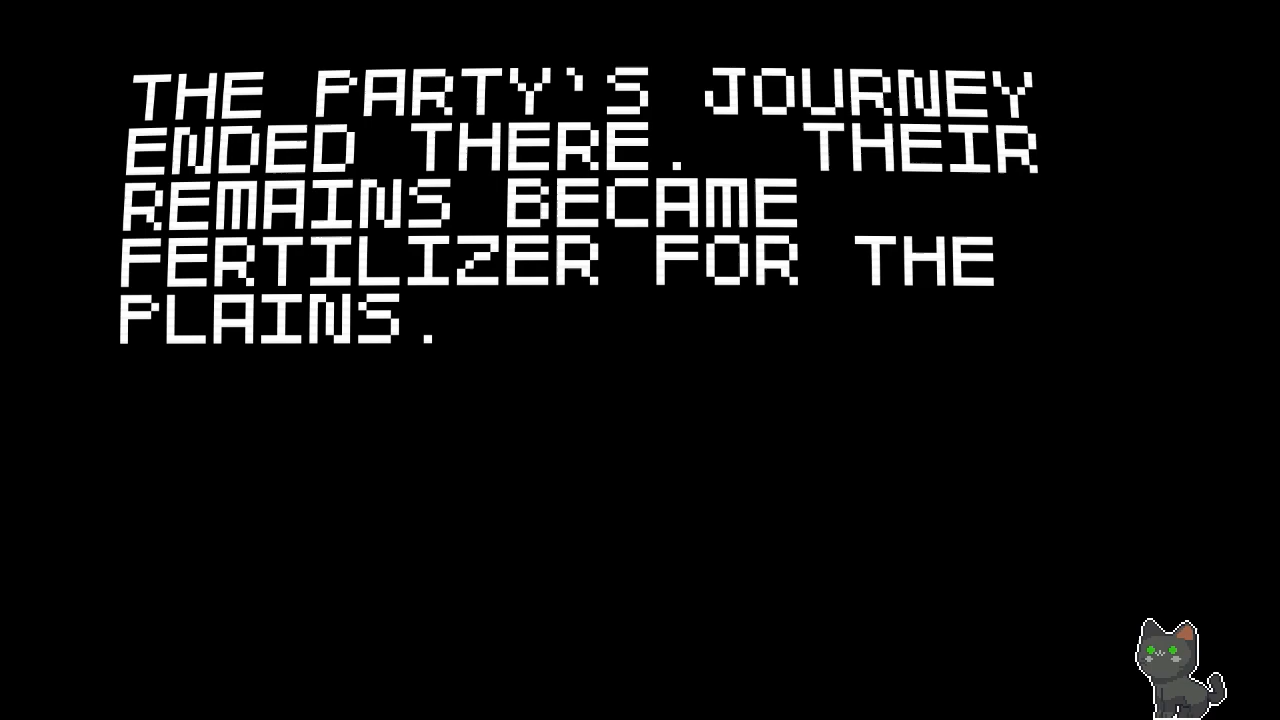 THE PARTY'S JOURNEY
ENDED THERE. THEIR
REMAINS BECAME
FERTILIZER FOR THE
PLAINS.